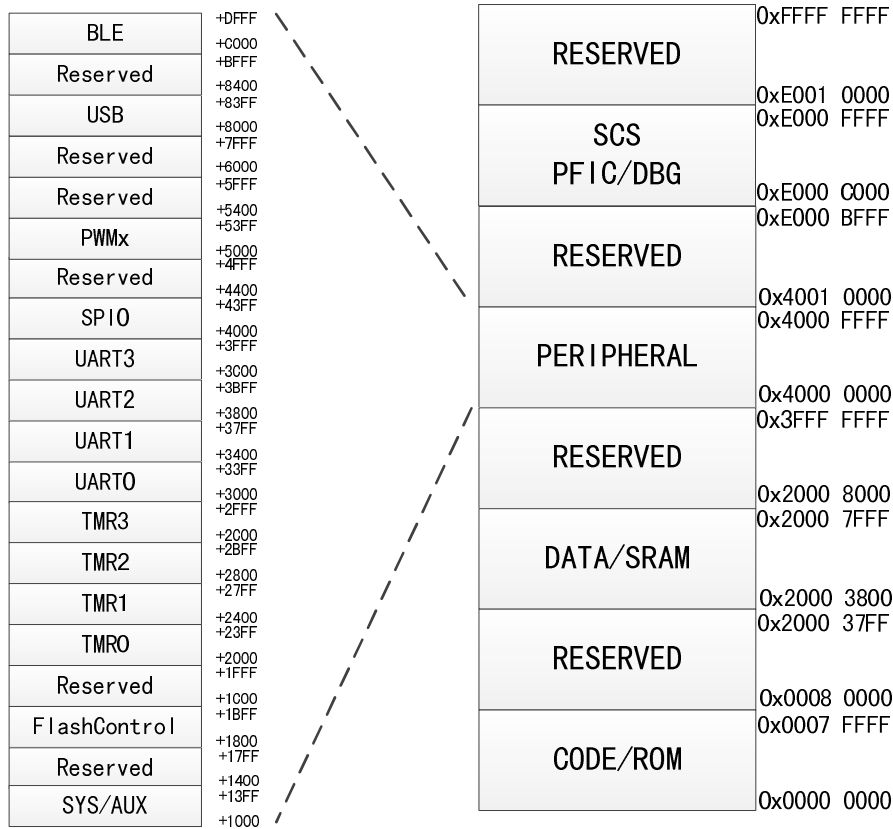 BLE
+DFFF
+C000
Reserved
+BFFF
+8400
USB
+83FF
+8000
Reserved
+7FFF
+6000
Reserved
+5FFF
+5400
PWMx
+53FF
+5000
Reserved
+4FFF
+4400
SPI0
+43FF
+4000
UART3
+3FFF
+3C00
UART2
+3BFF
+3800
UART1
+37FF
+3400
UART0
+33FF
+3000
TMR3
+2FFF
+2C00
TMR2
+2BFF
+2800
TMR1
+27FF
+2400
TMR0
+23FF
+2000
Reserved
+1FFF
+1C00
FlashControl
+1BFF
+1800
Reserved
+17FF
+1400
SYS/AUX
+13FF
+1000
RESERVED
0xFFFF FFFF
0xE001 0000
SCS
PFIC/DBG
0xE000 FFFF
0xE000 C000
RESERVED
0xE000 BFFF
0x4001 0000
PERIPHERAL
0x4000 FFFF
0x4000 0000
RESERVED
0x3FFF FFFF
0x2000 8000
DATA/SRAM
0x2000 7FFF
0x2000 3800
RESERVED
0x2000 37FF
0x0008 0000
CODE/ROM
0x0007 FFFF
0x0000 0000